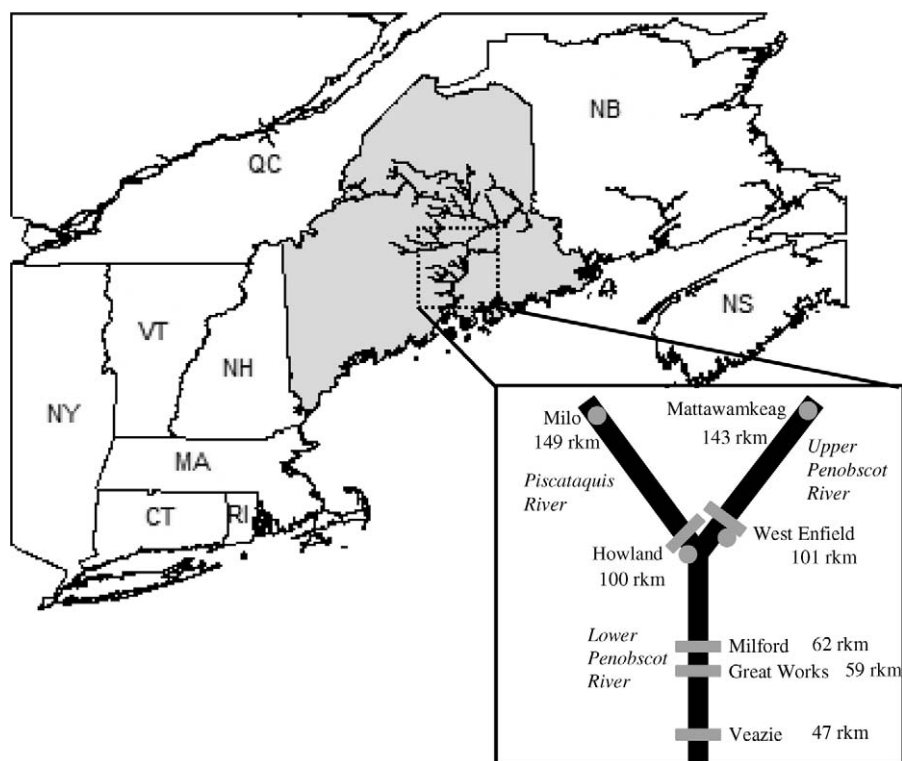 QC
NB
NS
VT
NH
NY
MA
CT
RI
Milo
149 rkm
Mattawamkeag
143 rkm
Piscataquis
River
Upper
Penobscot
River
Howland
100 rkm
West Enfield
101 rkm
Lower
Penobscot
River
Milford 62 rkm
Great Works 59 rkm
Veazie 47 rkm